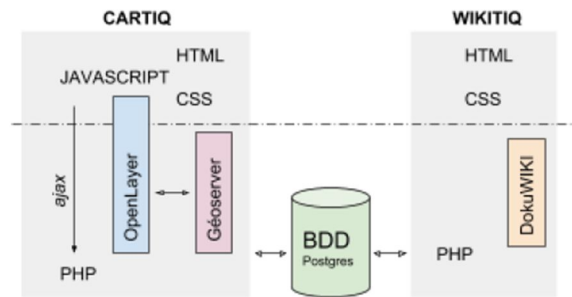 CARTIQ
WIKITIQ
HTML
JAVASCRIPT
CSS
ajax
OpenLayer
Géoserver
PHP
BDD
Postgres
HTML
CSS
DokuWIKI
PHP